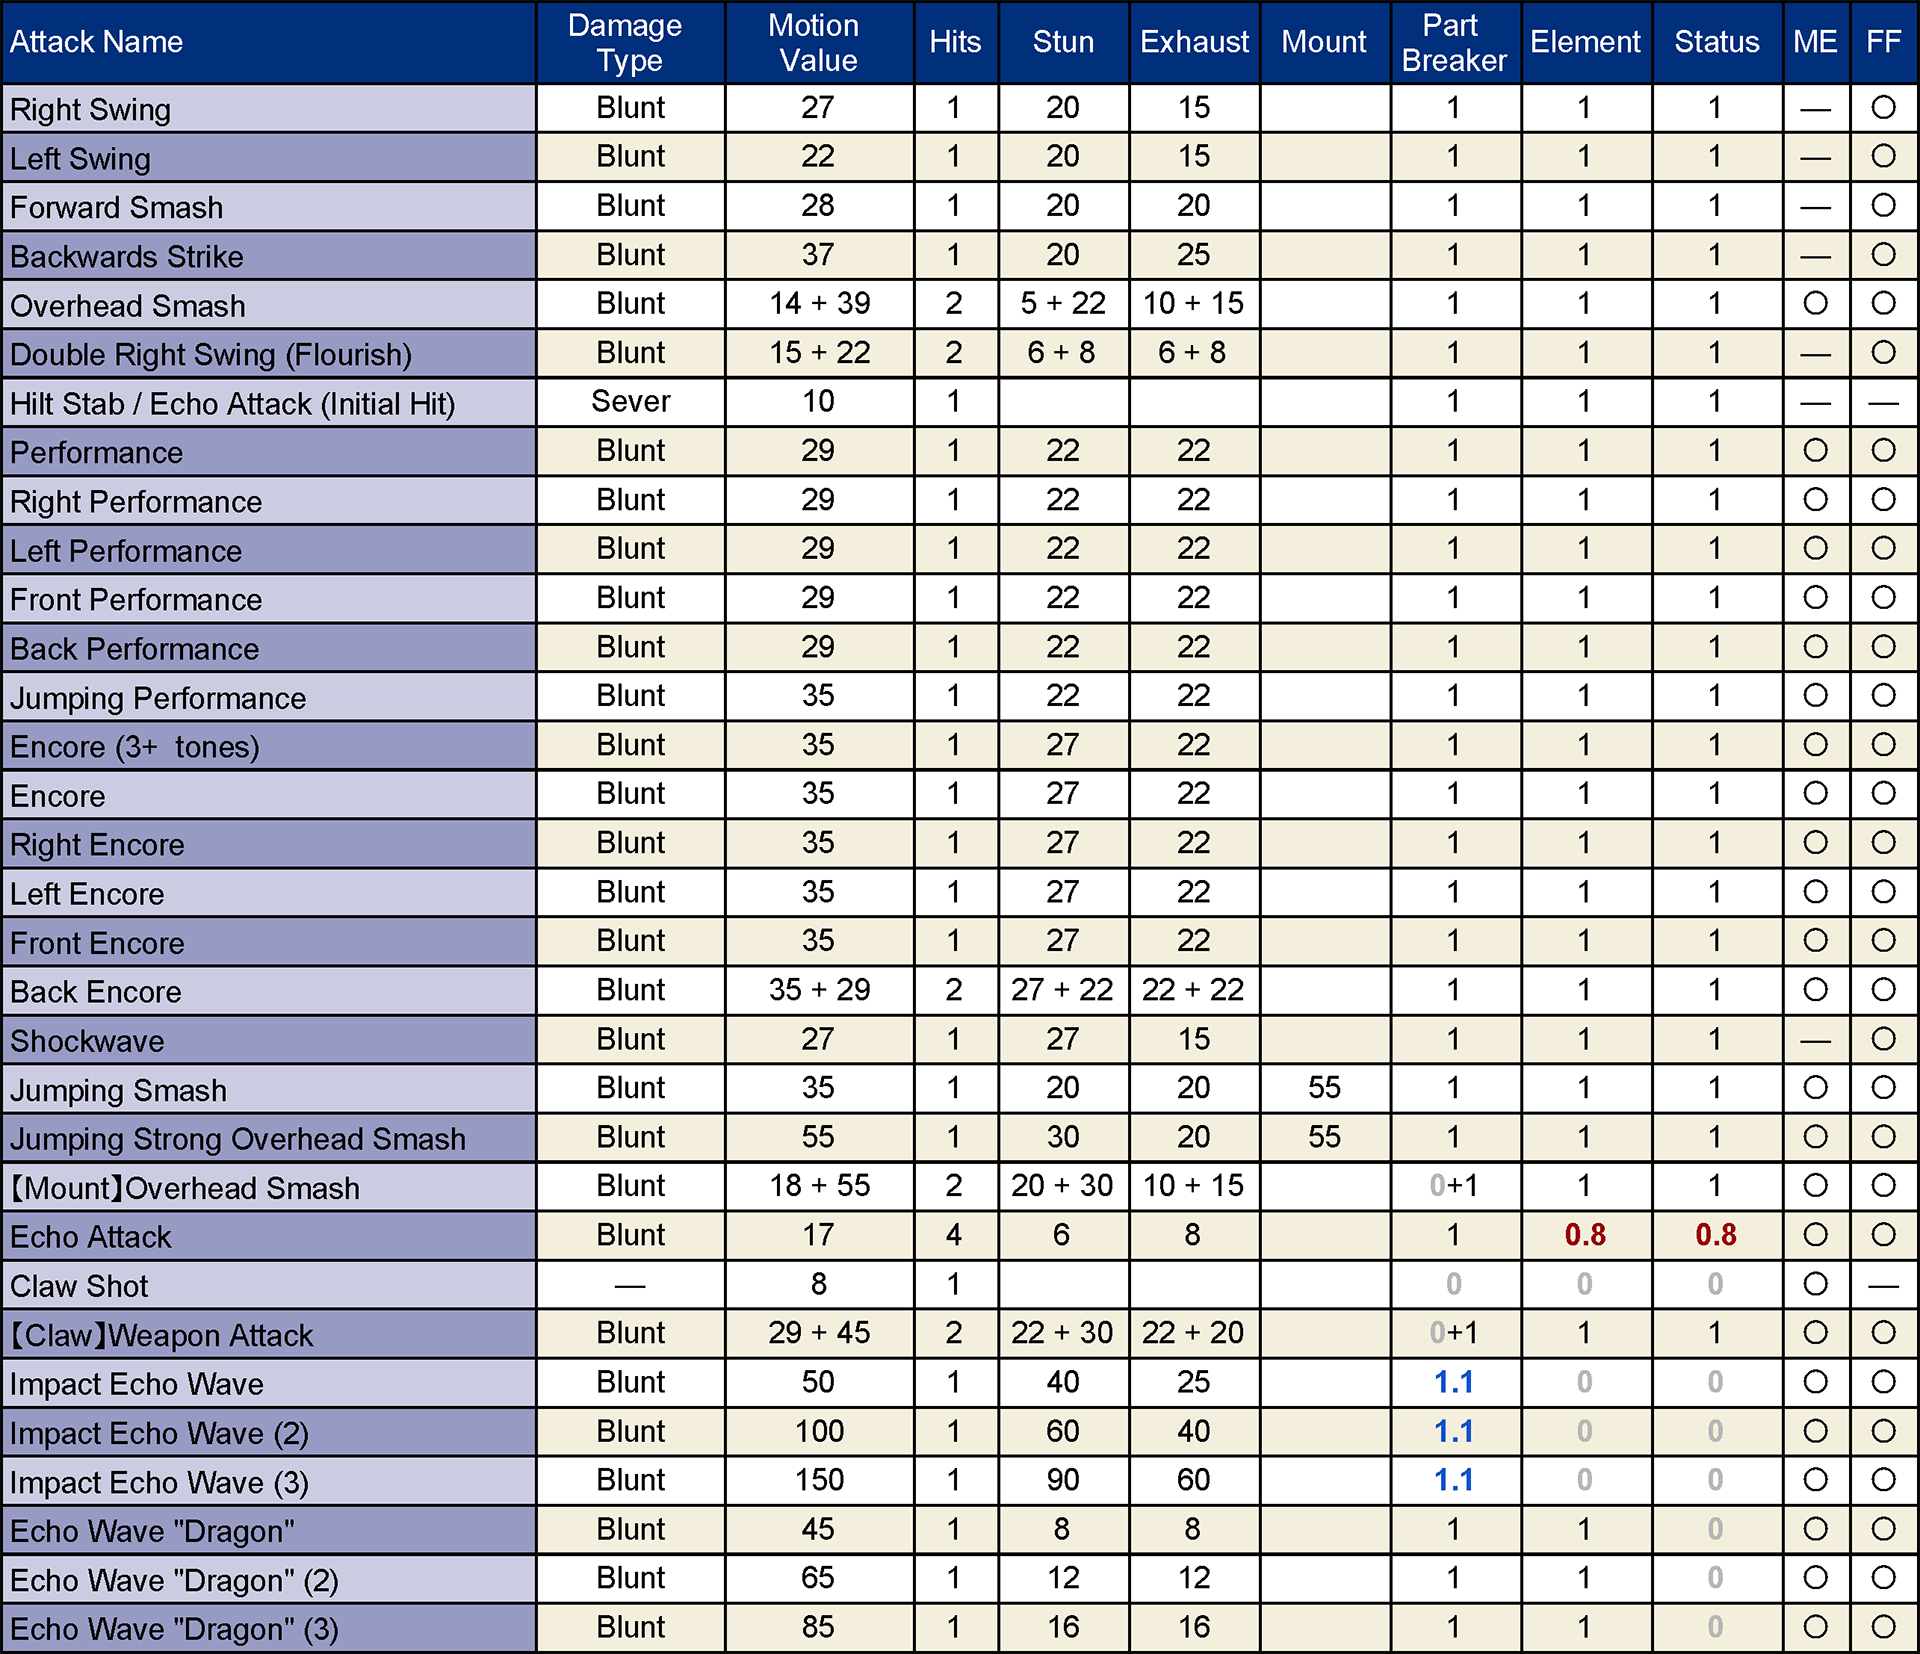 Attack Name Damage Type Motion Value Hits Stun Exhaust Mount Part Breaker Element Status ME FF
Right Swing Blunt 27 1 20 15 1 1 1 — ○
Left Swing Blunt 22 1 20 15 1 1 1 — ○
Forward Smash Blunt 28 1 20 20 1 1 1 — ○
Backwards Strike Blunt 37 1 20 25 1 1 1 — ○
Overhead Smash Blunt 14 + 39 2 5 + 22 10 + 15 1 1 1 ○ ○
Double Right Swing (Flourish) Blunt 15 + 22 2 6 + 8 6 + 8 1 1 1 — ○
Hilt Stab / Echo Attack (Initial Hit) Sever 10 1 1 1 1 — —
Performance Blunt 29 1 22 22 1 1 1 ○ ○
Right Performance Blunt 29 1 22 22 1 1 1 ○ ○
Left Performance Blunt 29 1 22 22 1 1 1 ○ ○
Front Performance Blunt 29 1 22 22 1 1 1 ○ ○
Back Performance Blunt 29 1 22 22 1 1 1 ○ ○
Jumping Performance Blunt 35 1 22 22 1 1 1 ○ ○
Encore (3+ tones) Blunt 35 1 27 22 1 1 1 ○ ○
Encore Blunt 35 1 27 22 1 1 1 ○ ○
Right Encore Blunt 35 1 27 22 1 1 1 ○ ○
Left Encore Blunt 35 1 27 22 1 1 1 ○ ○
Front Encore Blunt 35 1 27 22 1 1 1 ○ ○
Back Encore Blunt 35 + 29 2 27 + 22 22 + 22 1 1 1 ○ ○
Shockwave Blunt 27 1 27 15 1 1 1 — ○
Jumping Smash Blunt 35 1 20 20 55 1 1 1 ○ ○
Jumping Strong Overhead Smash Blunt 55 1 30 20 55 1 1 1 ○ ○
【Mount】Overhead Smash Blunt 18 + 55 2 20 + 30 10 + 15 0+1 1 1 ○ ○
Echo Attack Blunt 17 4 6 8 1 0.8 0.8 ○ ○
Claw Shot — 8 1 0 0 0 ○ —
【Claw】Weapon Attack Blunt 29 + 45 2 22 + 30 22 + 20 0+1 1 1 ○ ○
Impact Echo Wave Blunt 50 1 40 25 1.1 0 0 ○ ○
Impact Echo Wave (2) Blunt 100 1 60 40 1.1 0 0 ○ ○
Impact Echo Wave (3) Blunt 150 1 90 60 1.1 0 0 ○ ○
Echo Wave "Dragon" Blunt 45 1 8 8 1 1 0 ○ ○
Echo Wave "Dragon" (2) Blunt 65 1 12 12 1 1 0 ○ ○
Echo Wave "Dragon" (3) Blunt 85 1 16 16 1 1 0 ○ ○